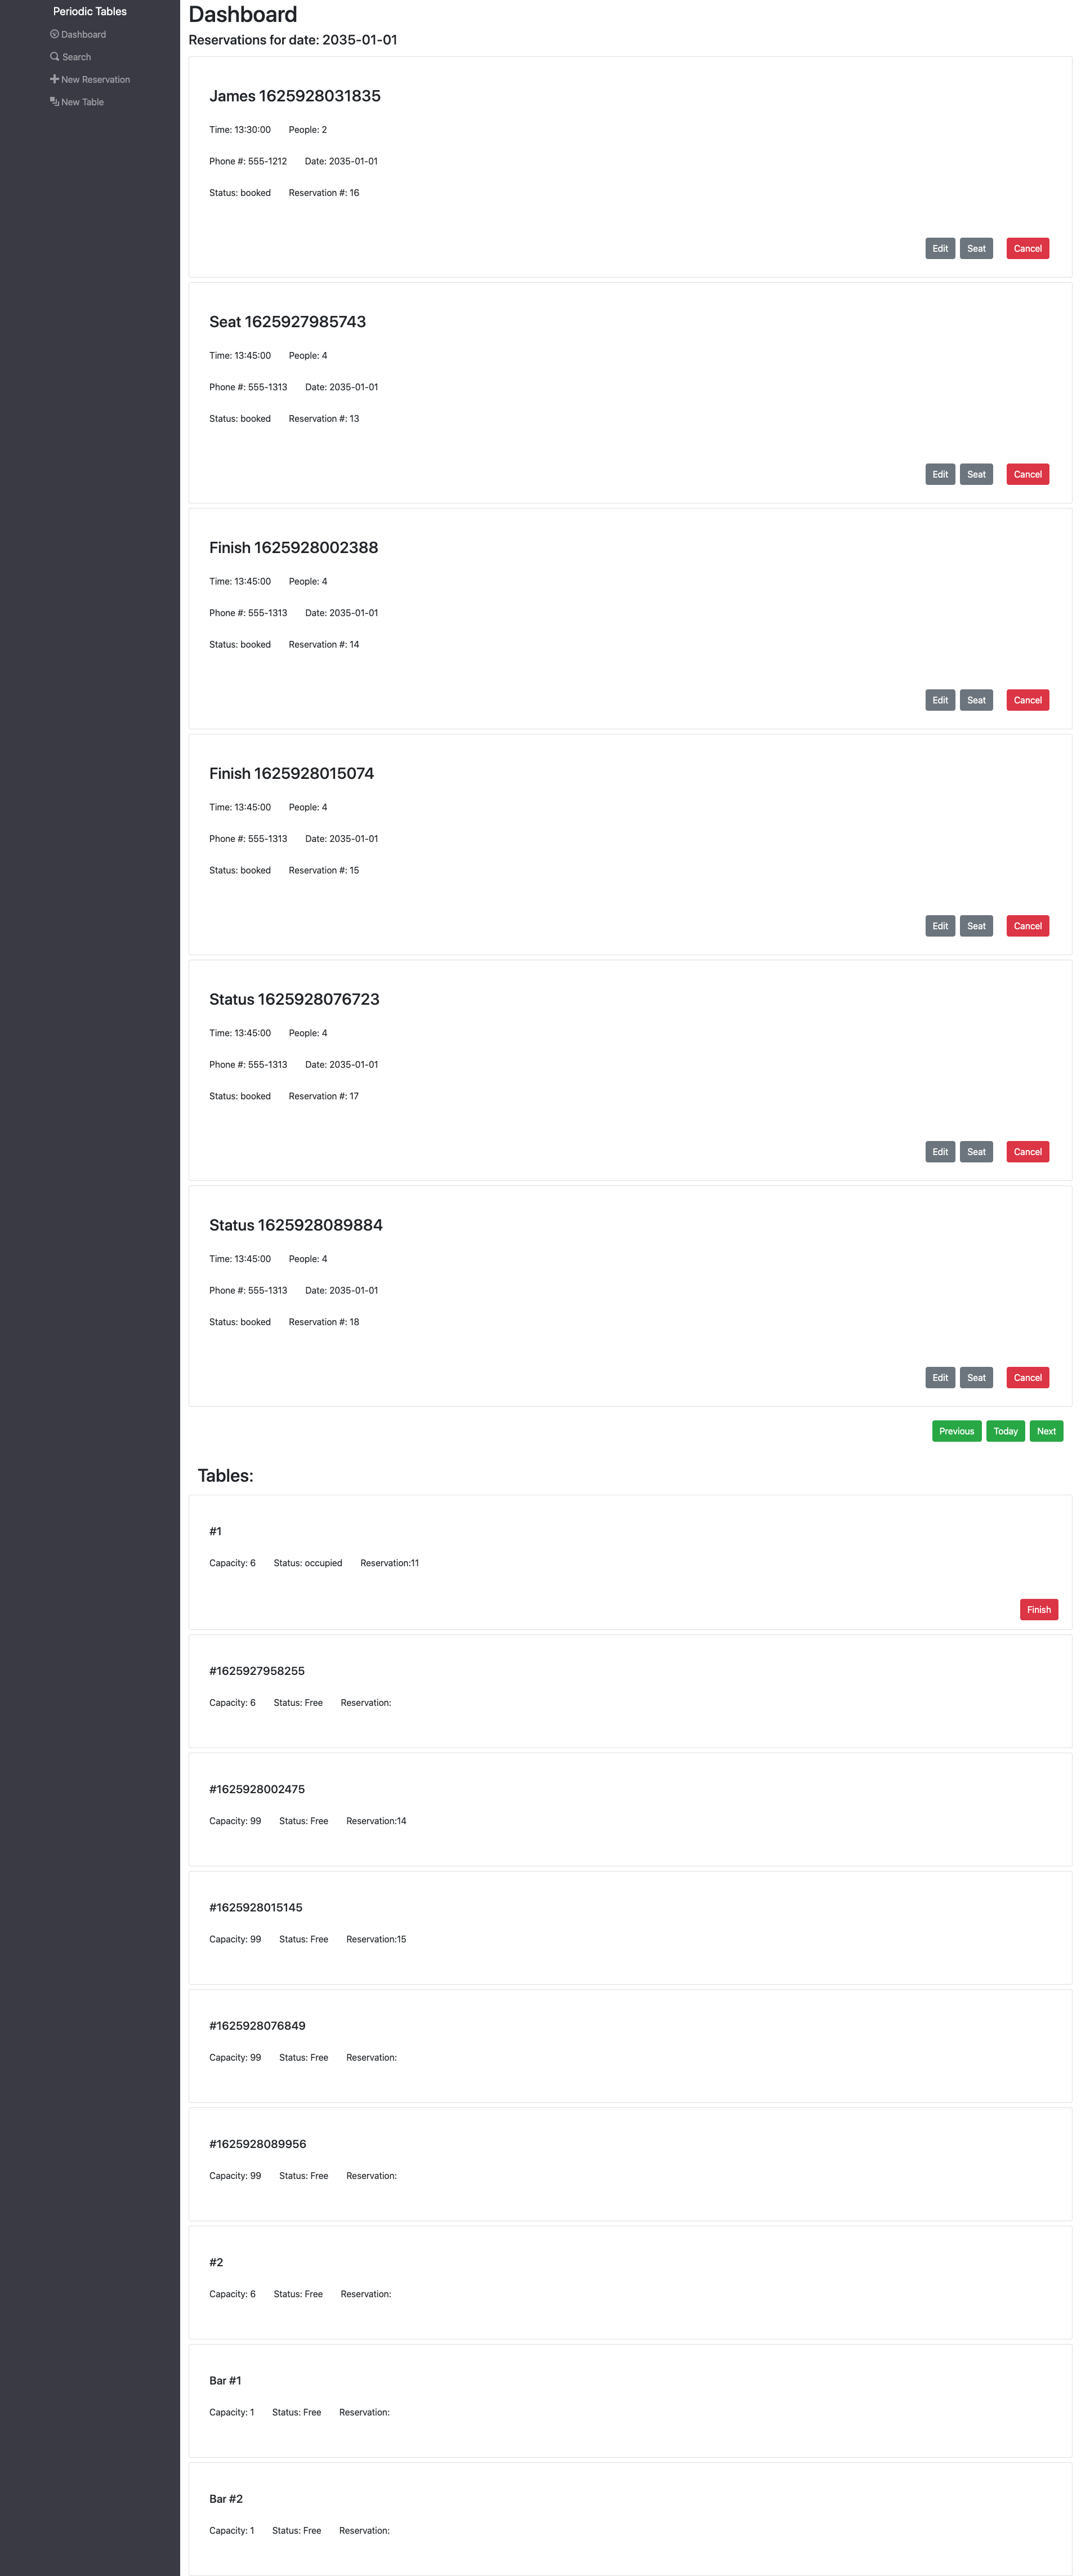 Periodic Tables
Dashboard
Search
New Reservation
New Table
Dashboard
Reservations for date: 2035-01-01
James 1625928031835
Time: 13:30:00 People: 2
Phone #: 555-1212 Date: 2035-01-01
Status: booked Reservation #: 16
Edit Seat Cancel
Seat 1625927985743
Time: 13:45:00 People: 4
Phone #: 555-1313 Date: 2035-01-01
Status: booked Reservation #: 13
Edit Seat Cancel
Finish 1625928002388
Time: 13:45:00 People: 4
Phone #: 555-1313 Date: 2035-01-01
Status: booked Reservation #: 14
Edit Seat Cancel
Finish 1625928015074
Time: 13:45:00 People: 4
Phone #: 555-1313 Date: 2035-01-01
Status: booked Reservation #: 15
Edit Seat Cancel
Status 1625928076723
Time: 13:45:00 People: 4
Phone #: 555-1313 Date: 2035-01-01
Status: booked Reservation #: 17
Edit Seat Cancel
Status 1625928089884
Time: 13:45:00 People: 4
Phone #: 555-1313 Date: 2035-01-01
Status: booked Reservation #: 18
Edit Seat Cancel
Previous Today Next
Tables:
#1
Capacity: 6 Status: occupied Reservation:11
Finish
#1625927958255
Capacity: 6 Status: Free Reservation:
#1625928002475
Capacity: 99 Status: Free Reservation:14
#1625928015145
Capacity: 99 Status: Free Reservation:15
#1625928076849
Capacity: 99 Status: Free Reservation:
#1625928089956
Capacity: 99 Status: Free Reservation:
#2
Capacity: 6 Status: Free Reservation:
Bar #1
Capacity: 1 Status: Free Reservation:
Bar #2
Capacity: 1 Status: Free Reservation: